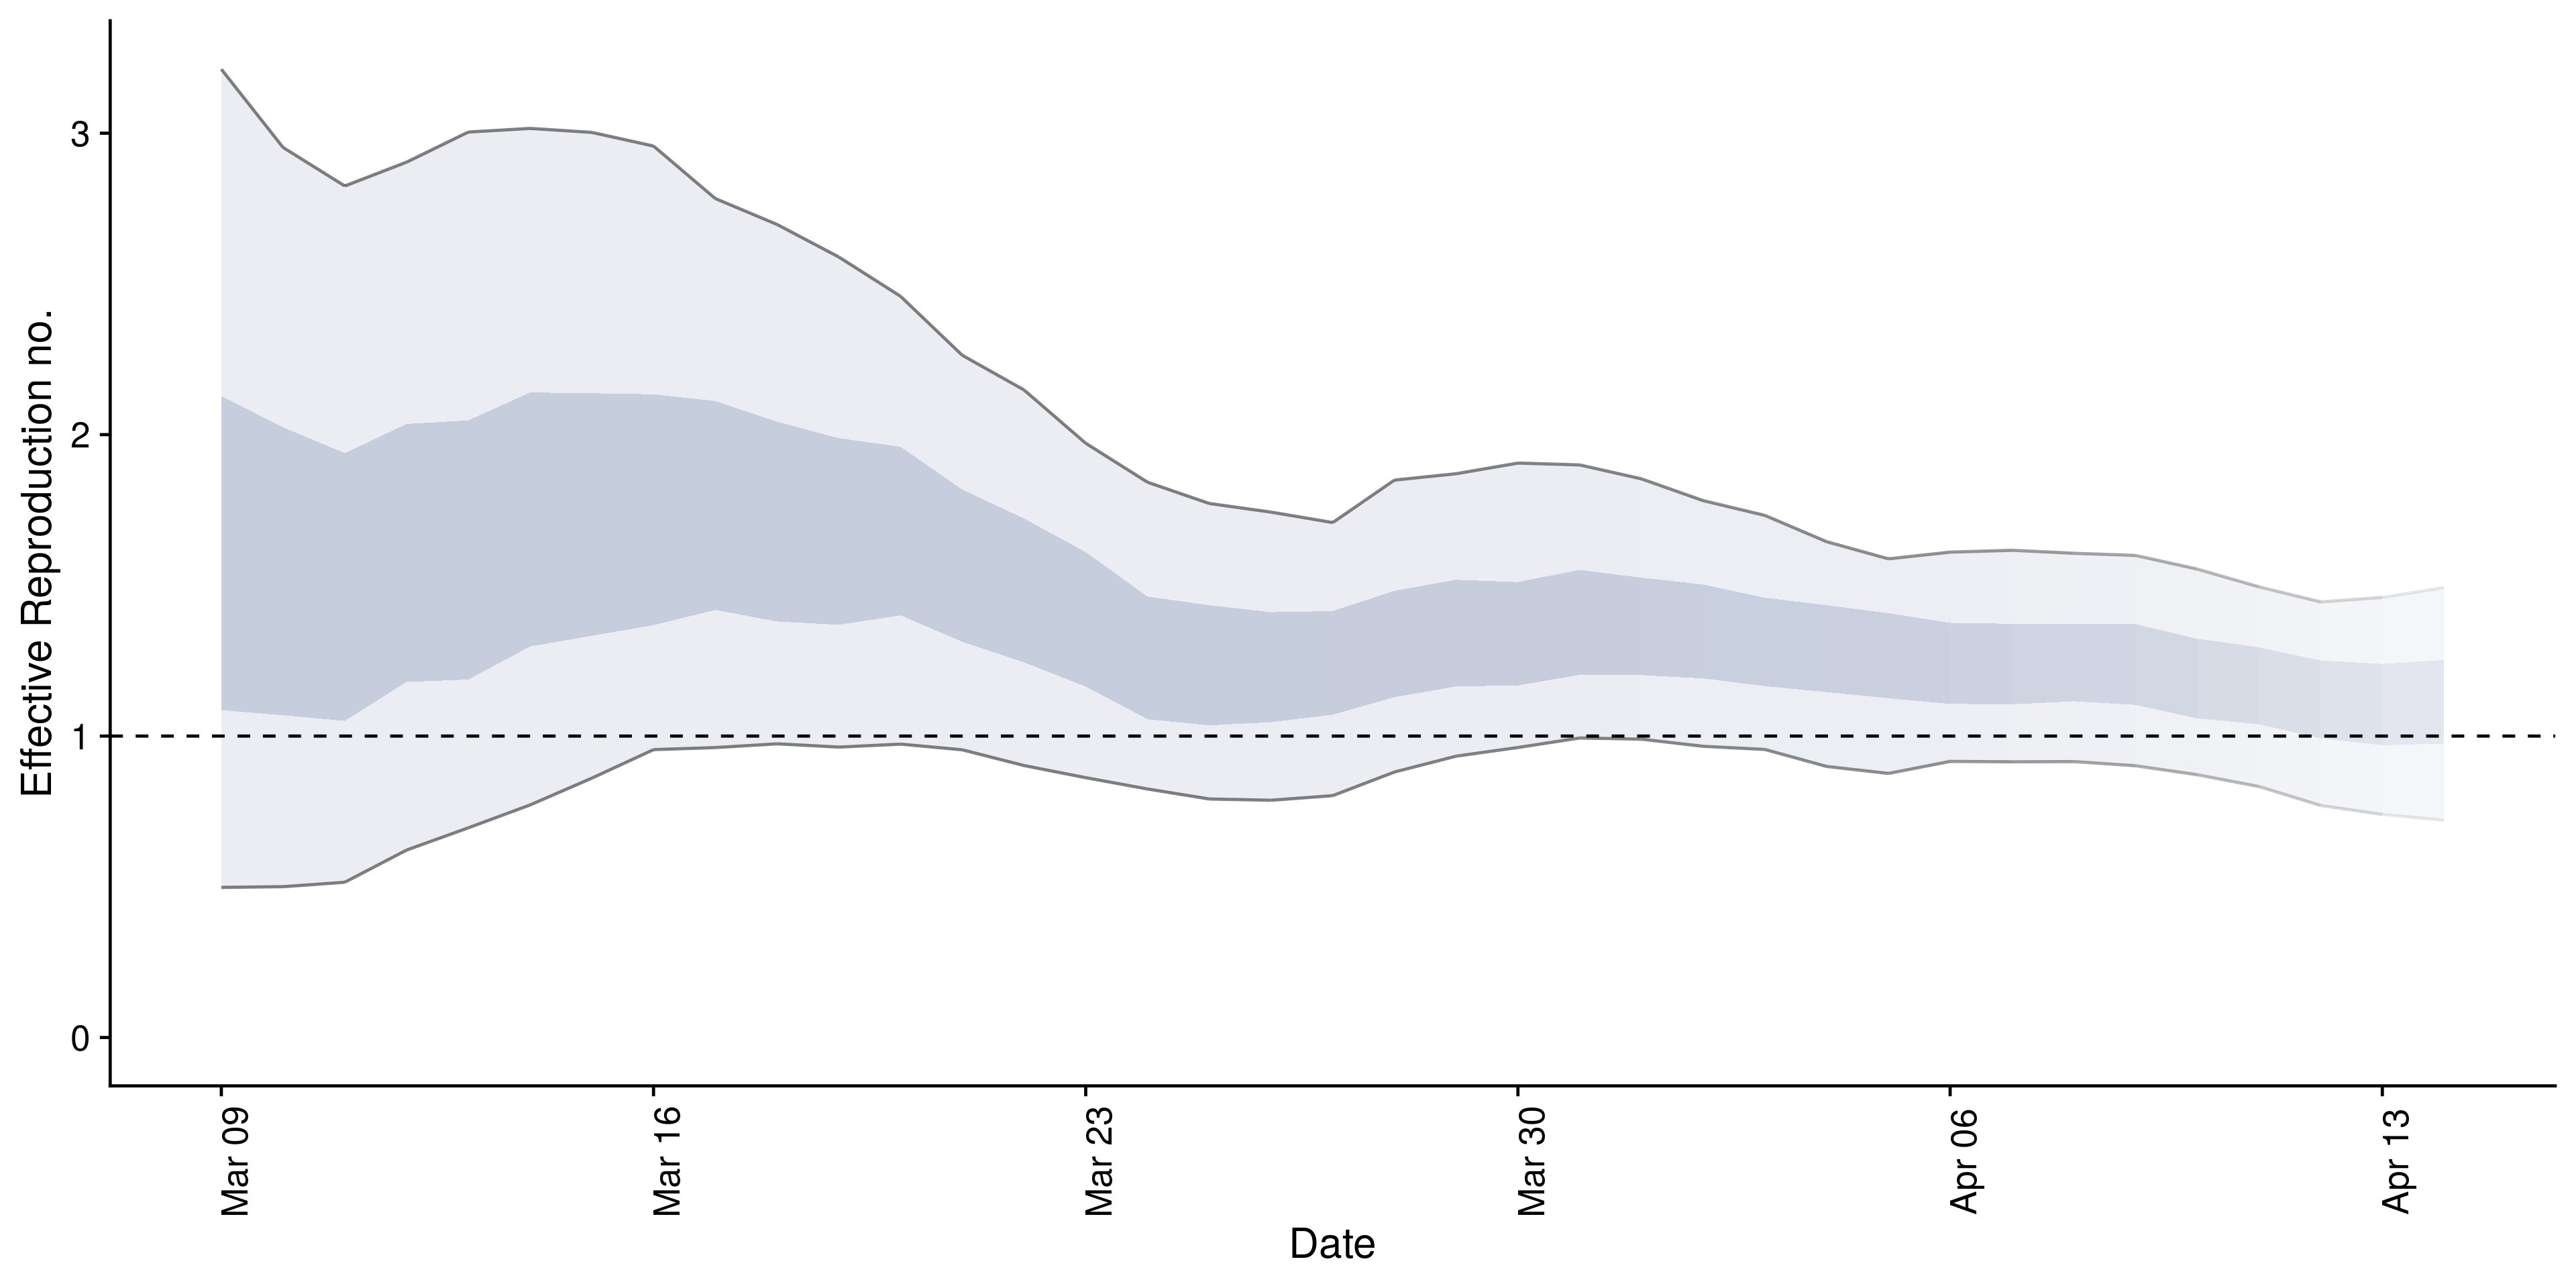 Effective Reproduction no.
3
2
1
0
Mar 09
Mar 16
Mar 23
Mar 30
Apr 06
Apr 13
Date